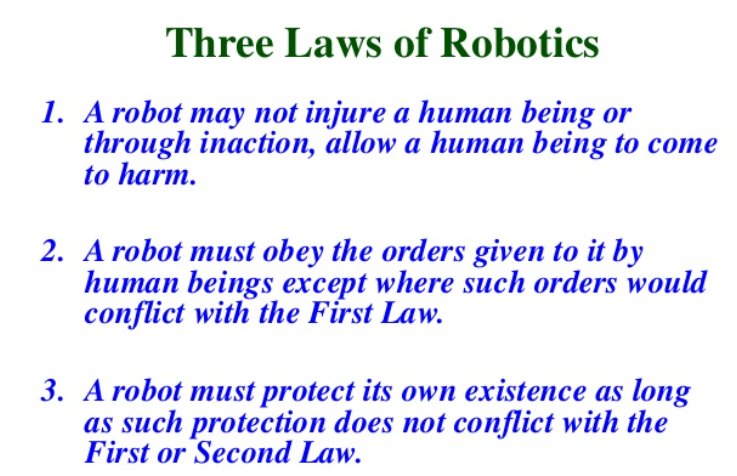 Three Laws of Robotics
1. A robot may not injure a human being or
through inaction, allow a human being to come
to harm.
2. A robot must obey the orders given to it by
human beings except where such orders would
conflict with the First Law.
3. A robot must protect its own existence as long
as such protection does not conflict with the
First or Second Law.